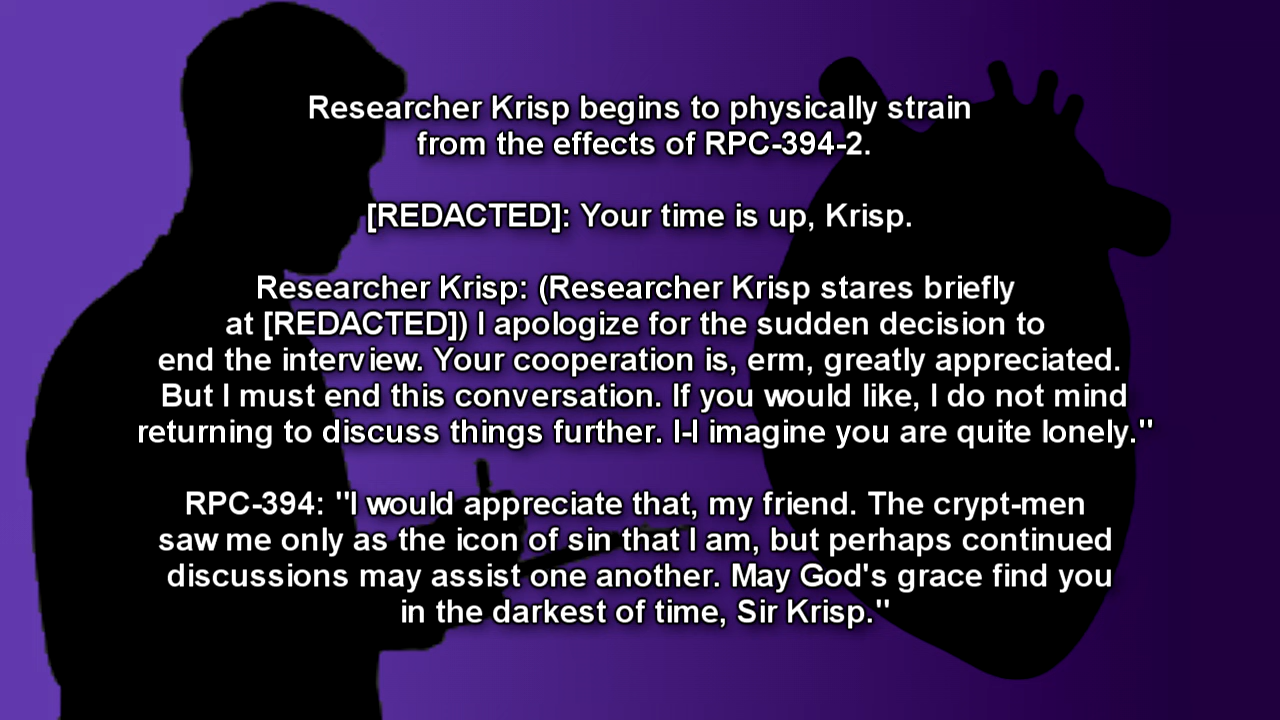 Researcher Krisp begins to physically strain
from the effects of RPC-394-2.
[REDACTED]: Your time is up, Krisp.
Researcher Krisp: (Researcher Krisp stares briefly
at [REDACTED]) I apologize for the sudden decision to
end the interview. Your cooperation is, erm, greatly appreciated.
But I must end this conversation. If you would like, I do not mind
returning to discuss things further. I-I imagine you are quite lonely."
RPC-394: "I would appreciate that, my friend. The crypt-men
saw me only as the icon of sin that I am, but perhaps continued
discussions may assist one another. May God's grace find you
in the darkest of time, Sir Krisp."